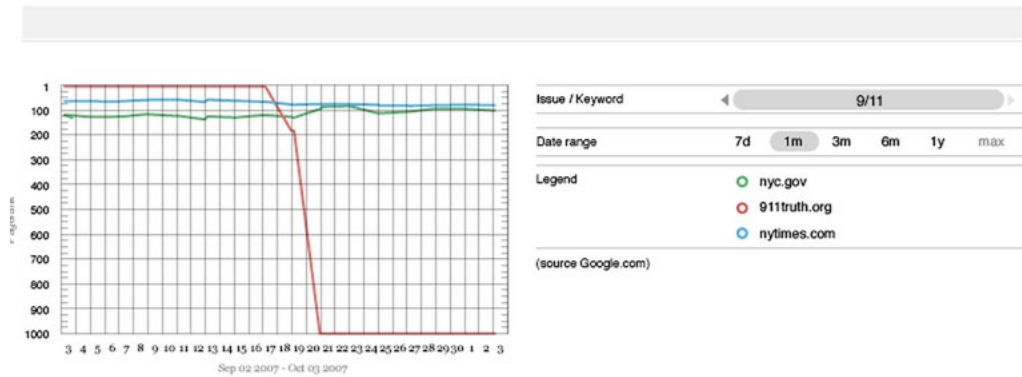 1
100
200
300
400
500
600
700
800
900
1000
3 4 5 6 7 8 9 10 11 12 13 14 15 16 17 18 19 20 21 22 23 24 25 26 27 28 29 30 1 2 3
Sep 02 2007 - Oct 03 2007
Issue / Keyword 9/11
Date range 7d 1m 3m 6m 1y max
Legend
nyc.gov
911truth.org
nytimes.com
(source Google.com)